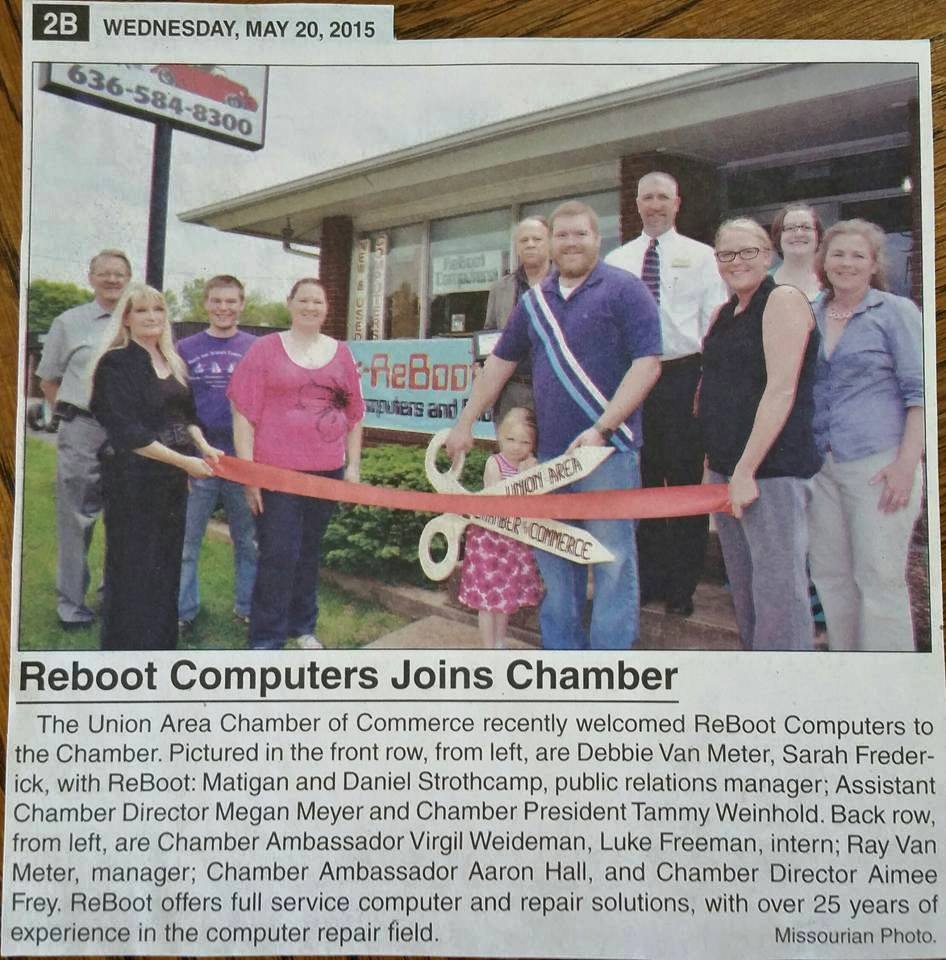 2B WEDNESDAY, MAY 20, 2015
636-584-8300
NEW & USED
ReBoot
Computers
ReBoo
mputers and
UNION AREA
CHAMBER of COMMERCE
Reboot Computers Joins Chamber
The Union Area Chamber of Commerce recently welcomed ReBoot Computers to
the Chamber. Pictured in the front row, from left, are Debbie Van Meter, Sarah Freder-
ick, with ReBoot: Matigan and Daniel Strothcamp, public relations manager; Assistant
Chamber Director Megan Meyer and Chamber President Tammy Weinhold. Back row,
from left, are Chamber Ambassador Virgil Weideman, Luke Freeman, intern; Ray Van
Meter, manager; Chamber Ambassador Aaron Hall, and Chamber Director Aimee
Frey. ReBoot offers full service computer and repair solutions, with over 25 years of
experience in the computer repair field.
Missourian Photo.